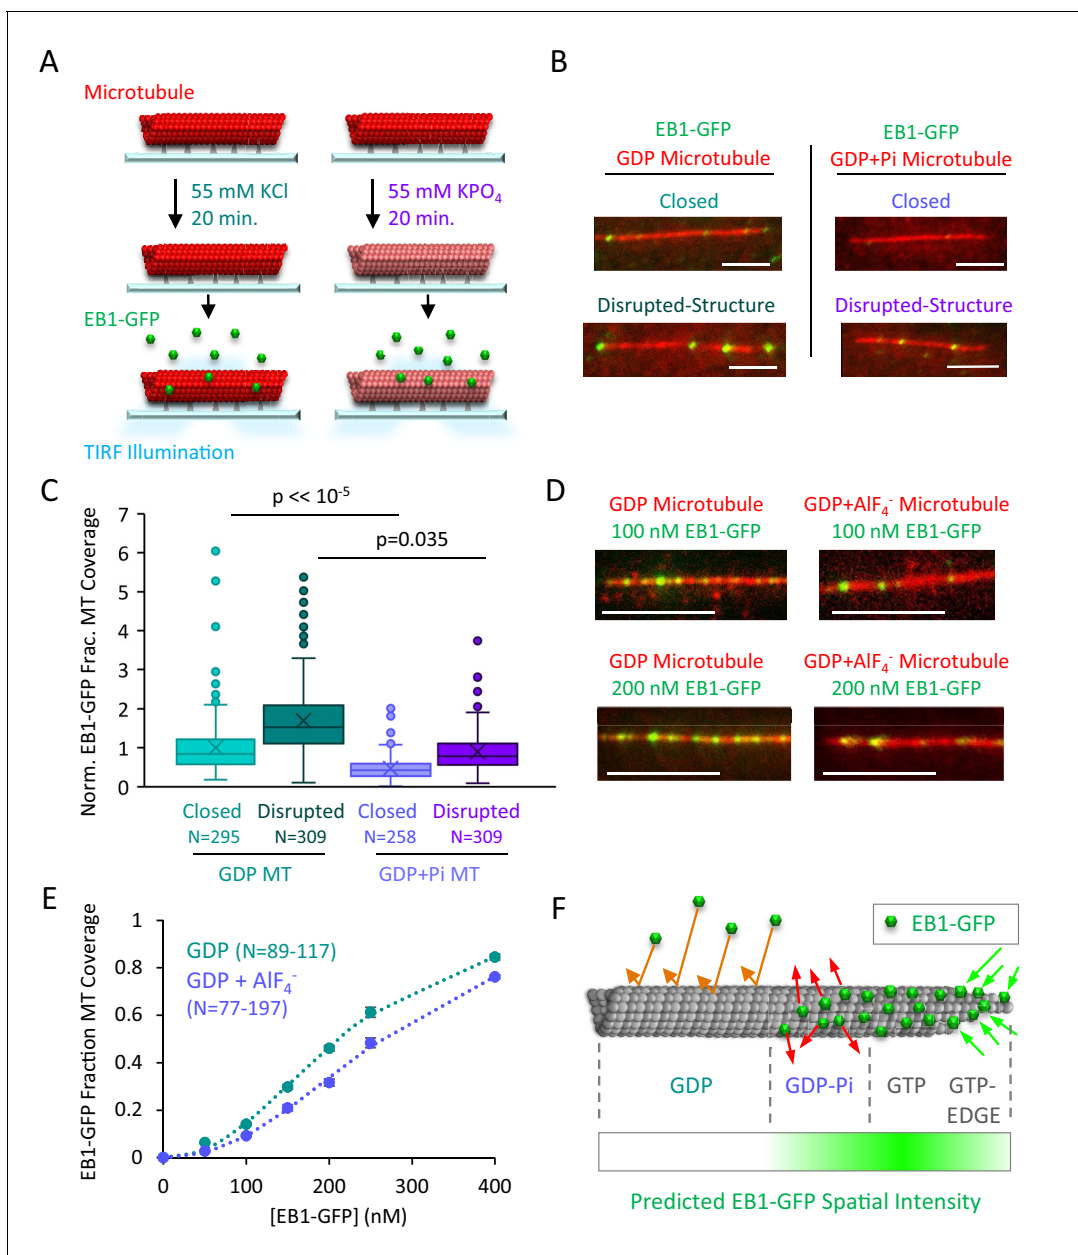 A
Microtubule
55 mM KCl
20 min.
55 mM KPO₄
20 min.
EB1-GFP
TIRF Illumination
B
EB1-GFP
GDP Microtubule
EB1-GFP
GDP+Pi Microtubule
Closed
Closed
Disrupted-Structure
Disrupted-Structure
C
p << 10⁻⁵
p=0.035
Norm. EB1-GFP Frac. MT Coverage
7
6
5
4
3
2
1
0
Closed
N=295
Disrupted
N=309
Closed
N=258
Disrupted
N=309
GDP MT
GDP+Pi MT
D
GDP Microtubule
100 nM EB1-GFP
GDP+AlF₄⁻ Microtubule
100 nM EB1-GFP
GDP Microtubule
200 nM EB1-GFP
GDP+AlF₄⁻ Microtubule
200 nM EB1-GFP
E
EB1-GFP Fraction MT Coverage
1
0.8
0.6
0.4
0.2
0
GDP (N=89-117)
GDP + AlF₄⁻
(N=77-197)
0
100
200
300
400
[EB1-GFP] (nM)
F
EB1-GFP
GDP
GDP-Pi
GTP
GTP-
EDGE
Predicted EB1-GFP Spatial Intensity